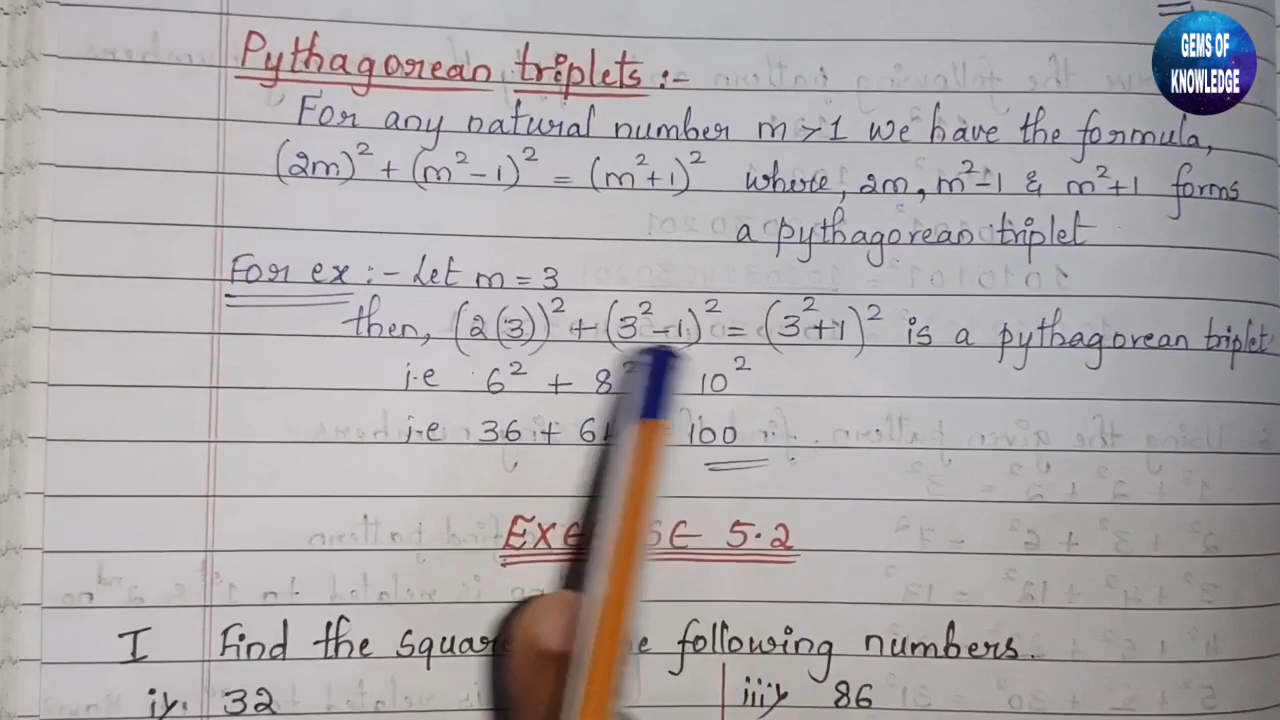 GEMS OF
KNOWLEDGE
Pythagorean triplets :-
For any natural number m > 1 we have the formula,
(2m)² + (m² - 1)² = (m² + 1)² where, 2m, m² - 1 & m² + 1 forms
a pythagorean triplet
For ex :- Let m = 3
then, (2(3))² + (3² - 1)² = (3² + 1)² is a pythagorean triplet
i.e 6² + 8² 10²
i.e 36 + 6 100
5.2
I Find the following numbers.
i) 32 iii) 86